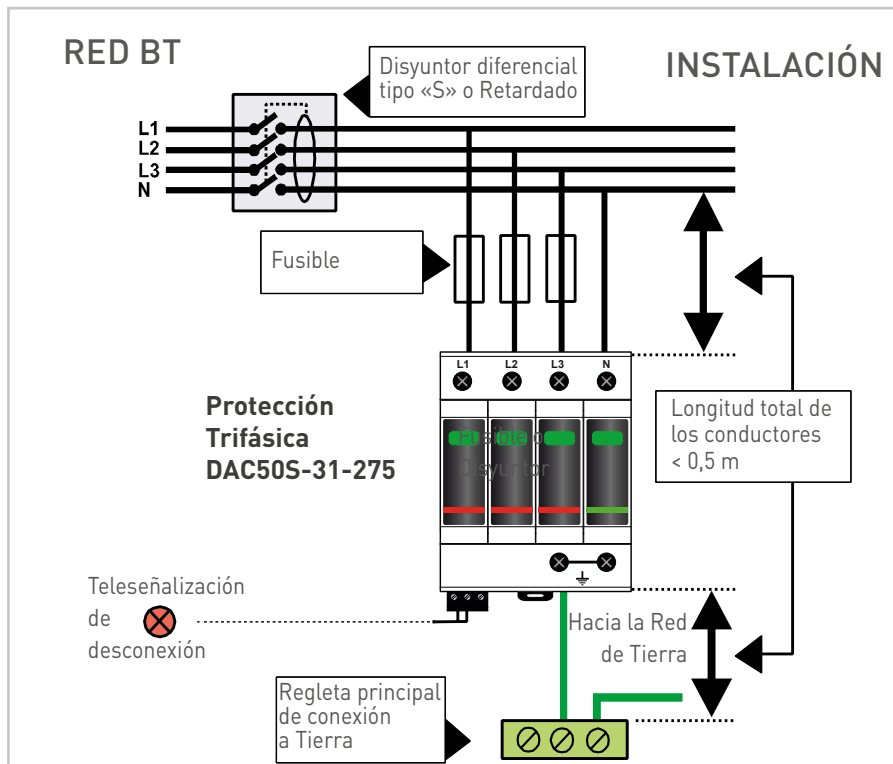 RED BT
INSTALACIÓN
Disyuntor diferencial
tipo «S» o Retardado
L1
L2
L3
N
Fusible
L1 L2 L3 N
Protección
Trifásica
DAC50S-31-275
Fusible o
Disyuntor
Longitud total de
los conductores
< 0,5 m
Teleseñalización
de
desconexión
Hacia la Red
de Tierra
Regleta principal
de conexión
a Tierra